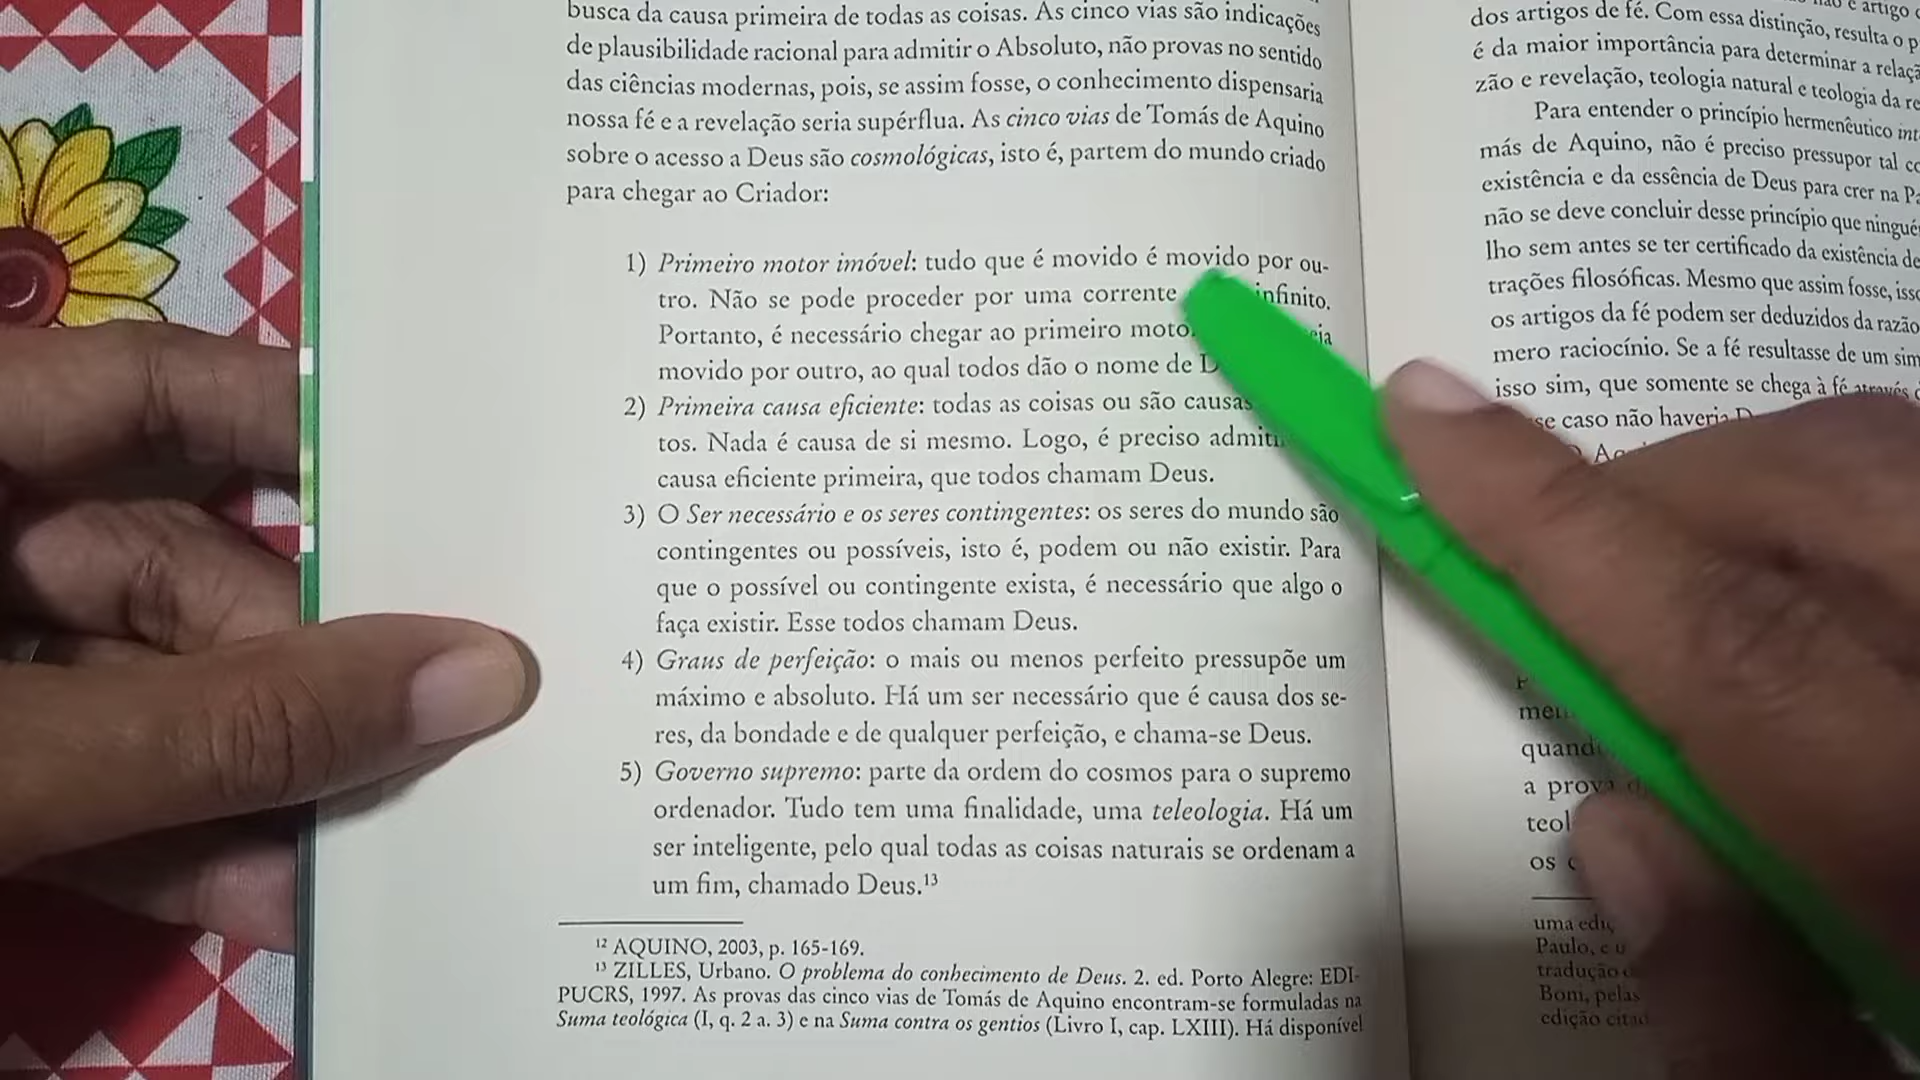 busca da causa primeira de todas as coisas. As cinco vias são indicações
de plausibilidade racional para admitir o Absoluto, não provas no sentido
das ciências modernas, pois, se assim fosse, o conhecimento dispensaria
nossa fé e a revelação seria supérflua. As cinco vias de Tomás de Aquino
sobre o acesso a Deus são cosmológicas, isto é, partem do mundo criado
para chegar ao Criador:
1) Primeiro motor imóvel: tudo que é movido é movido por ou-
tro. Não se pode proceder por uma corrente infinito.
Portanto, é necessário chegar ao primeiro
movido por outro, ao qual todos dão o nome de
2) Primeira causa eficiente: todas as coisas ou são causas
tos. Nada é causa de si mesmo. Logo, é preciso
causa eficiente primeira, que todos chamam Deus.
3) O Ser necessário e os seres contingentes: os seres do mundo são
contingentes ou possíveis, isto é, podem ou não existir. Para
que o possível ou contingente exista, é necessário que algo o
faça existir. Esse todos chamam Deus.
4) Graus de perfeição: o mais ou menos perfeito pressupõe um
máximo e absoluto. Há um ser necessário que é causa dos se-
res, da bondade e de qualquer perfeição, e chama-se Deus.
5) Governo supremo: parte da ordem do cosmos para o supremo
ordenador. Tudo tem uma finalidade, uma teleologia. Há um
ser inteligente, pelo qual todas as coisas naturais se ordenam a
um fim, chamado Deus.¹³
¹² AQUINO, 2003, p. 165-169.
¹³ ZILLES, Urbano. O problema do conhecimento de Deus. 2. ed. Porto Alegre: EDI-
PUCRS, 1997. As provas das cinco vias de Tomás de Aquino encontram-se formuladas na
Suma teológica (I, q. 2 a. 3) e na Suma contra os gentios (Livro I, cap. LXIII). Há disponível
é artigo
dos artigos de fé. Com essa distinção, resulta o
é da maior importância para determinar a
zão e revelação, teologia natural e teologia da
Para entender o princípio hermenêutico
más de Aquino, não é preciso pressupor tal
existência e da essência de Deus para crer na
não se deve concluir desse princípio que
lho sem antes se ter certificado da existência de
trações filosóficas. Mesmo que assim fosse,
os artigos da fé podem ser deduzidos da razão
mero raciocínio. Se a fé resultasse de um
isso sim, que somente se chega à fé através
caso não haveria
a prova
os
uma
Paulo, e
tradução
Boni, pelas
edição